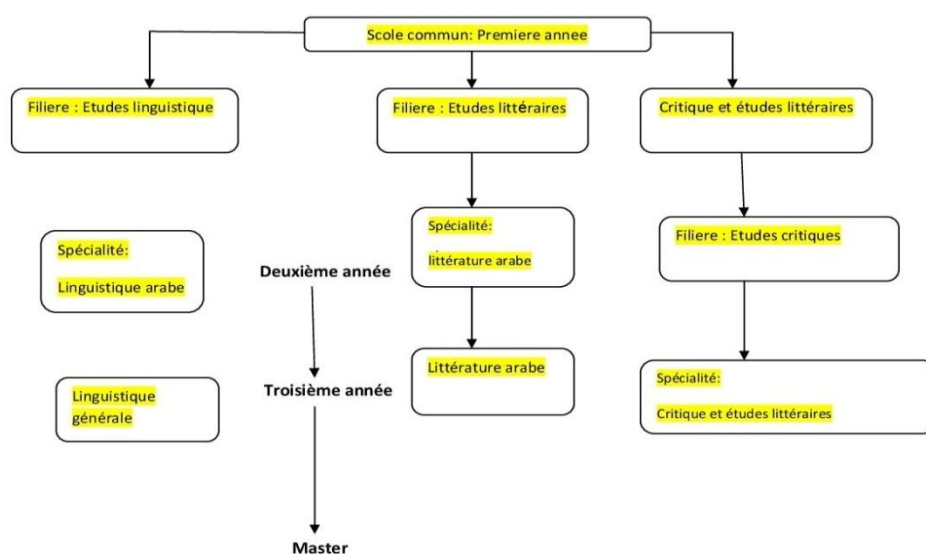 Scole commun: Premiere annee
Filiere : Etudes linguistique
Filiere : Etudes littéraires
Critique et études littéraires
Spécialité:
littérature arabe
Filiere : Etudes critiques
Spécialité:
Linguistique arabe
Deuxième année
Littérature arabe
Troisième année
Linguistique
générale
Spécialité:
Critique et études littéraires
Master